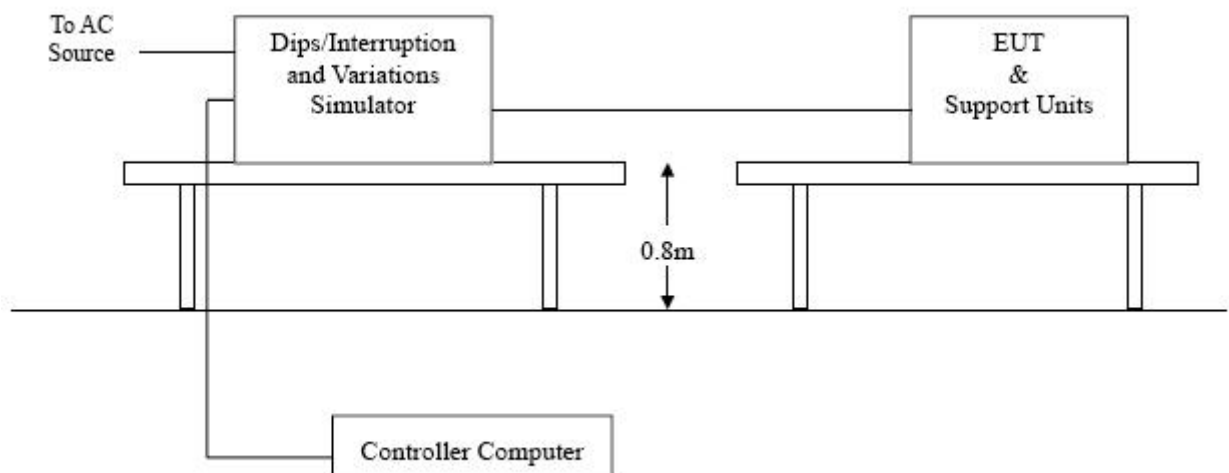 To AC
Source
Dips/Interruption
and Variations
Simulator
EUT
&
Support Units
0.8m
Controller Computer